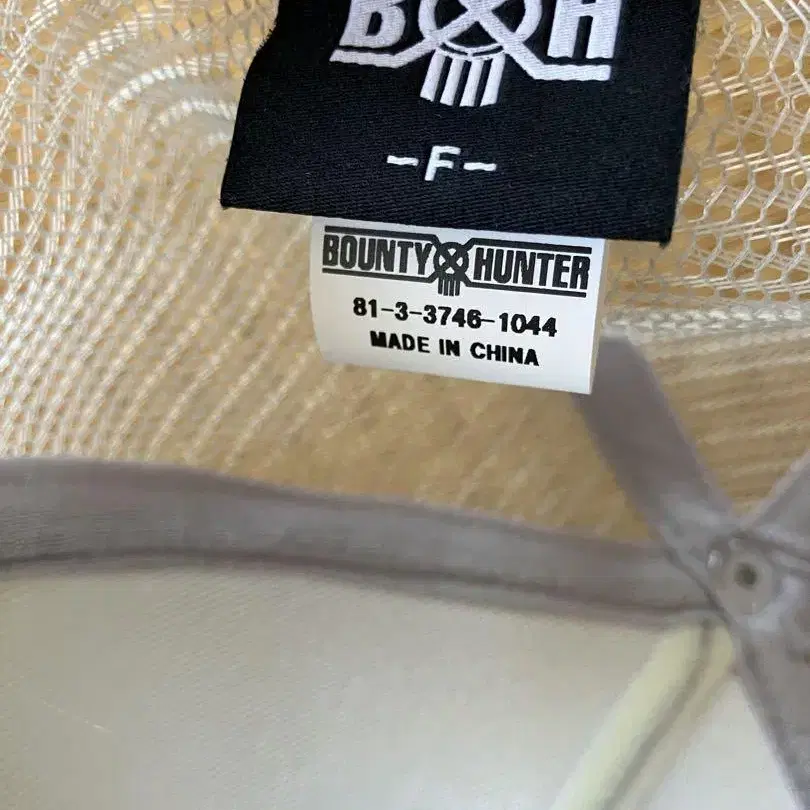 B H
-F-
BOUNTY HUNTER
81-3-3746-1044
MADE IN CHINA